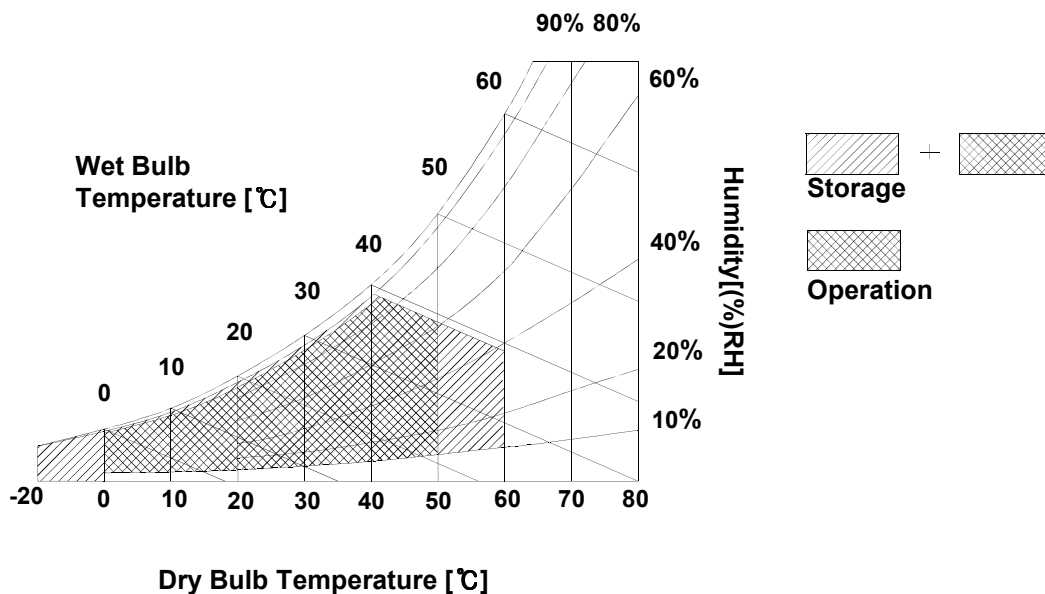 90% 80%
60
60%
50
Wet Bulb
Temperature [℃]
40
30
20
10
0
Humidity[(%)RH]
40%
20%
10%
-20 0 10 20 30 40 50 60 70 80
Dry Bulb Temperature [℃]
+
Storage
Operation